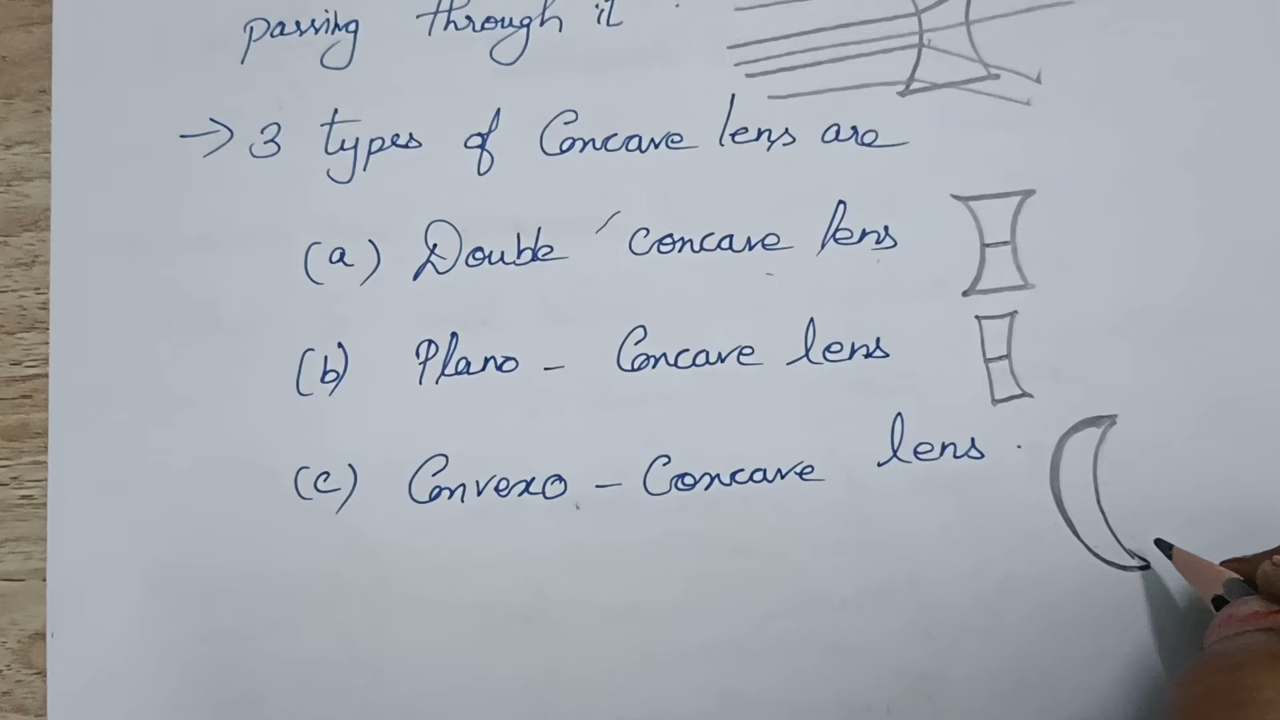 passing through it.
→ 3 types of Concave lens are
(a) Double concave lens
(b) Plano - Concave lens
(c) Convexo - Concave lens.